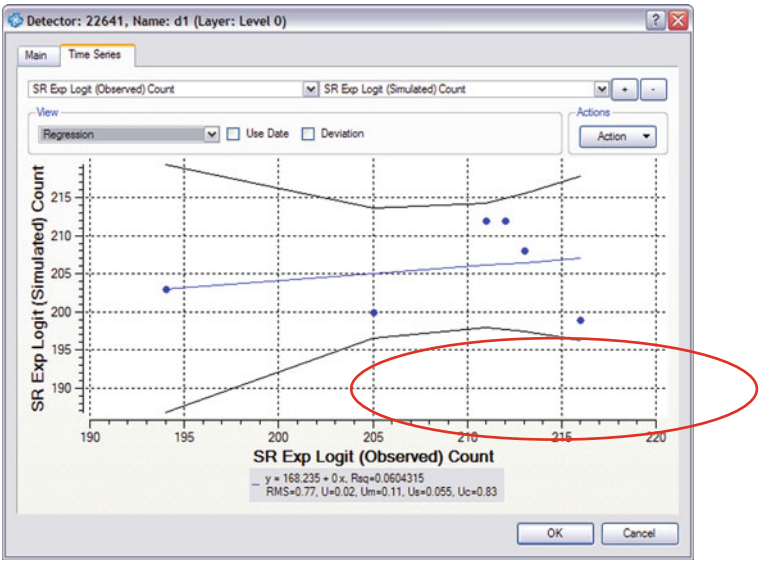 Detector: 22641, Name: d1 (Layer: Level 0)
Main Time Series
SR Exp Logit (Observed) Count SR Exp Logit (Simulated) Count + -
View Actions
Regression Use Date Deviation Action
SR Exp Logit (Simulated) Count
215
210
205
200
195
190
190 195 200 205 210 215 220
SR Exp Logit (Observed) Count
y = 168.235 + 0 x, Rsq=0.0604315
RMS=0.77, U=0.02, Um=0.11, Us=0.055, Uc=0.83
OK Cancel